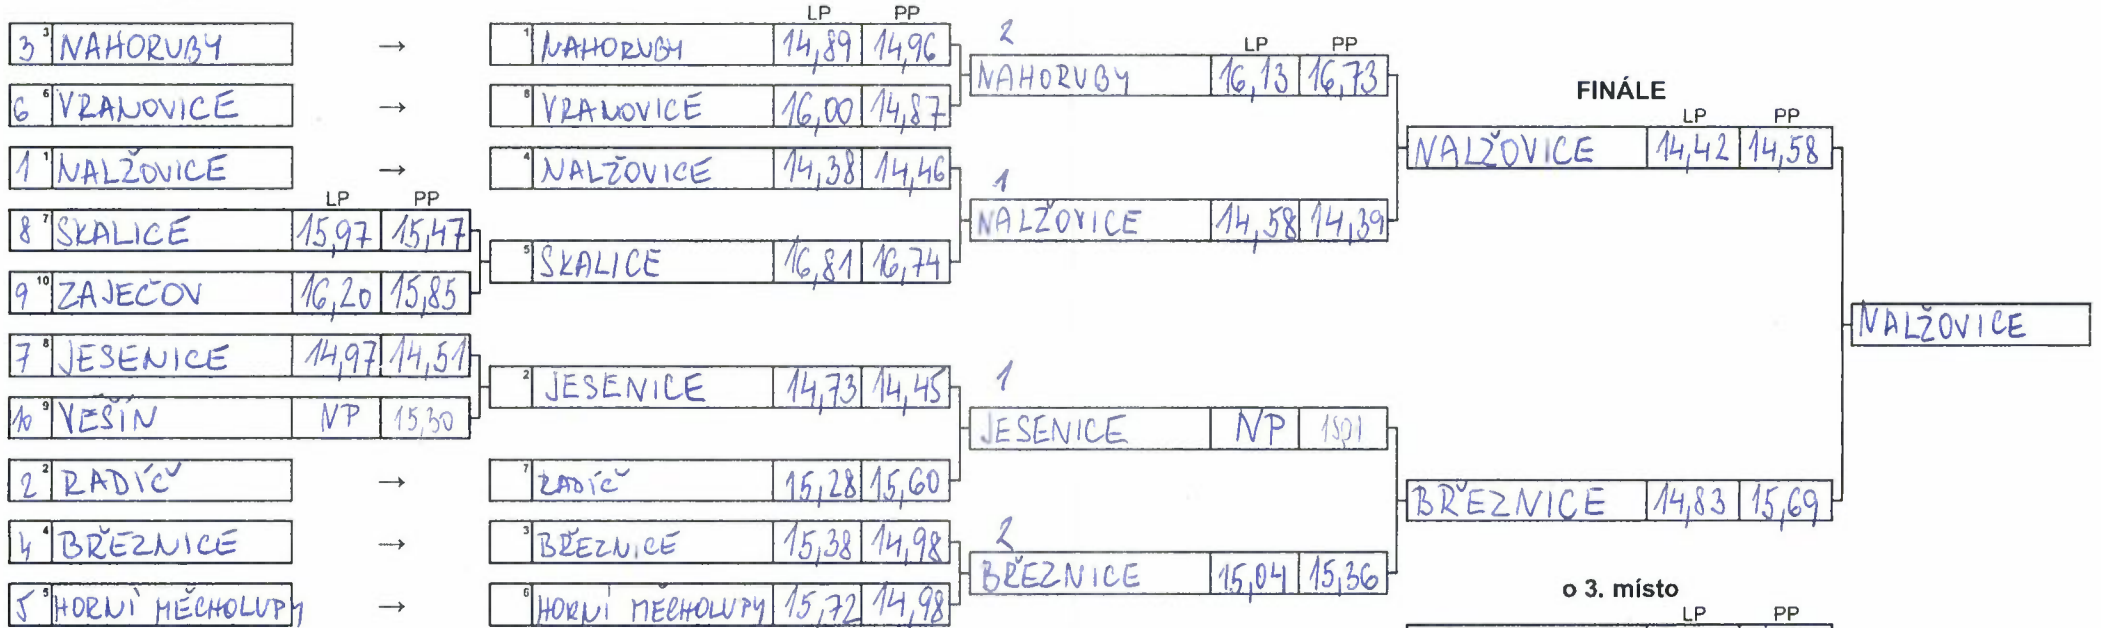 LP PP
3 3 NAHORUBY → 1 NAHORUBY 14,89 14,96
2
LP PP
NAHORUBY 16,13 16,73
FINÁLE
6 6 VRANOVICE → 8 VRANOVICE 16,00 14,87
LP PP
NALŽOVICE 14,42 14,58
1 1 NALŽOVICE → 4 NALŽOVICE 14,38 14,46
1
LP PP
8 7 SKALICE 15,97 15,47
NALŽOVICE 14,58 14,39
5 SKALICE 16,81 16,74
9 10 ZAJEČOV 16,20 15,85
NALŽOVICE
7 8 JESENICE 14,97 14,51
2 JESENICE 14,73 14,45
1
10 9 VEŠÍN NP 15,30
JESENICE NP
2 2 RADÍČ → 7 RADÍČ 15,28 15,60
BŘEZNICE 14,83 15,69
4 4 BŘEZNICE → 3 BŘEZNICE 15,38 14,98
2
BŘEZNICE 15,04 15,36
5 5 HORNÍ MĚCHOLUPY → 6 HORNÍ MĚCHOLUPY 15,72 14,98
o 3. místo
LP PP